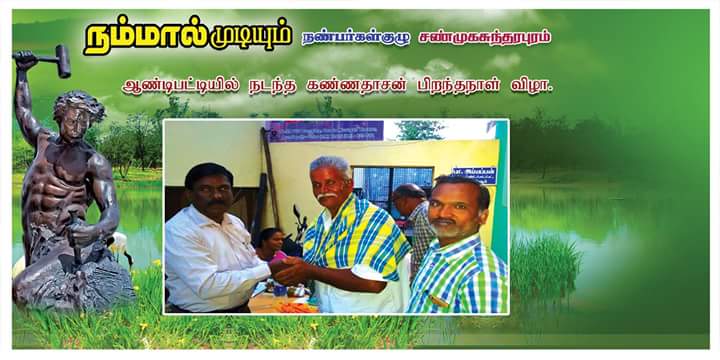 நம்மால் முடியும் நண்பர்கள்குழு சண்முகசுந்தரபுரம்
ஆண்டிபட்டியில் நடந்த கண்ணதாசன் பிறந்தநாள் விழா.